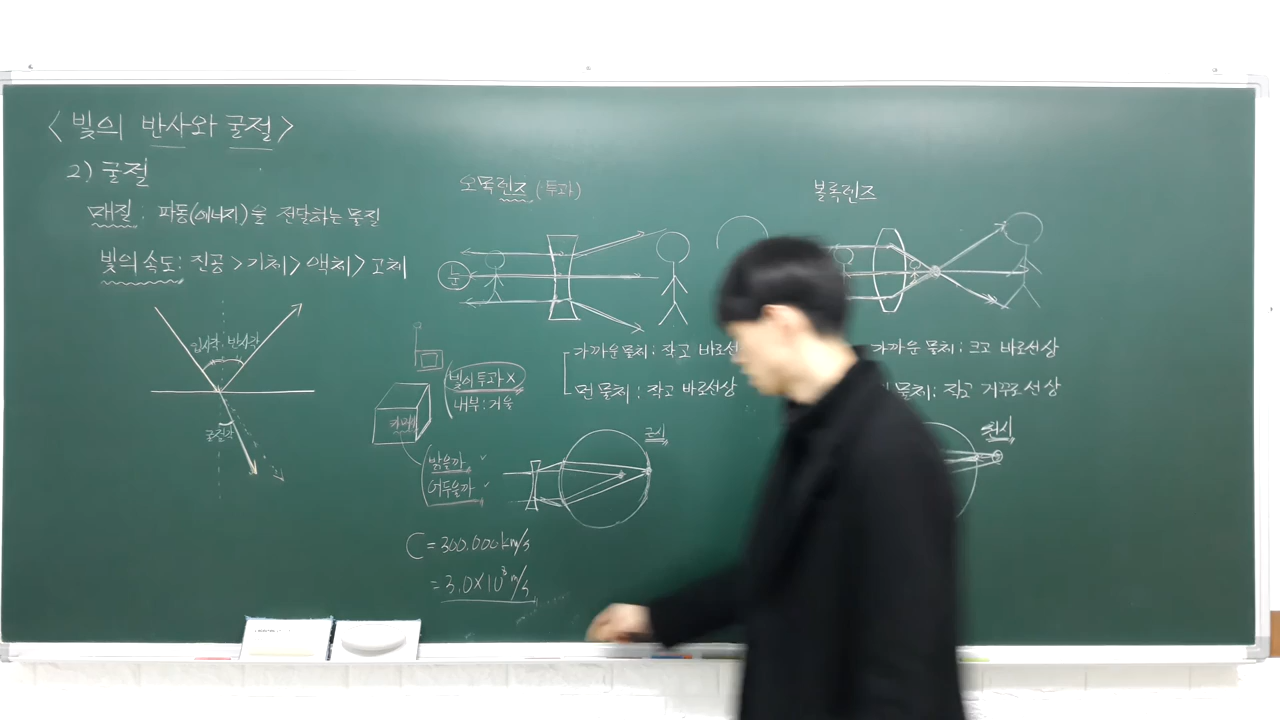 <빛의 반사와 굴절>
2) 굴절
매질 : 파동(에너지)을 전달하는 물질
빛의 속도 : 진공 > 기체 > 액체 > 고체
입사각 반사각
굴절각
오목렌즈 (투과)
눈
가까운 물체 : 작고 바로선
먼 물체 : 작고 바로선상
볼록렌즈
가까운 물체 : 크고 바로선상
물체 : 작고 거꾸로선상
빛이 투과 X
내부 : 거울
밝을까
어두울까
근시
원시
C = 300.000km/s
= 3.0×10⁸ m/s